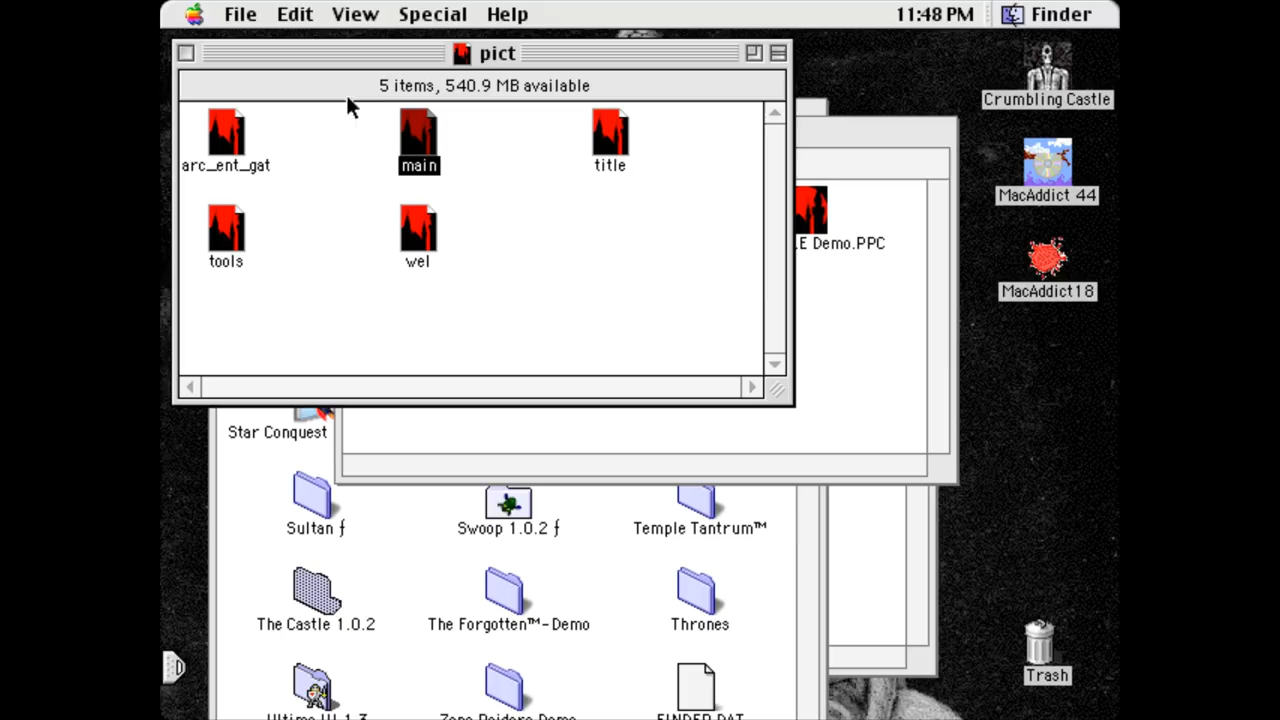 File Edit View Special Help 11:48 PM Finder
pict
5 items, 540.9 MB available
arc_ent_gat main title
tools wel
E Demo.PPC
Crumbling Castle
MacAddict 44
MacAddict18
Star Conquest
Sultan ƒ Swoop 1.0.2 ƒ Temple Tantrum™
The Castle 1.0.2 The Forgotten™-Demo Thrones
Trash